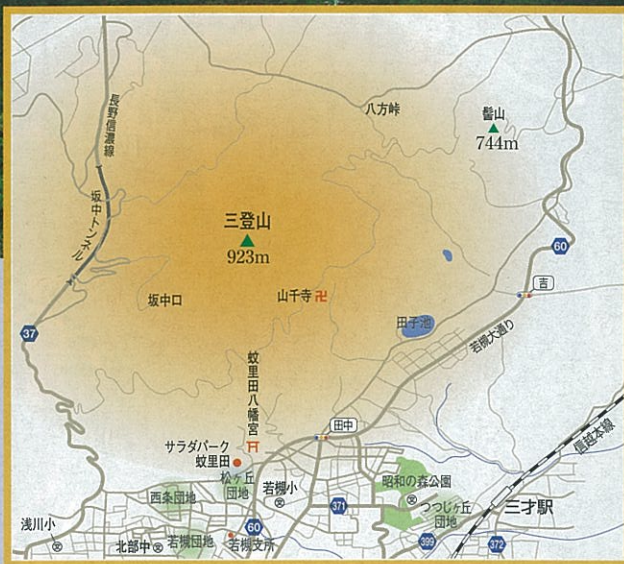 八方峠
髻山
744m
長野信濃線
坂中トンネル
三登山
923m
60
吉
坂中口
山千寺
田子池
若槻大通り
37
蚊里田八幡宮
田中
信越本線
サラダパーク
蚊里田
松ヶ丘
団地
若槻小
昭和の森公園
西条団地
371
つつじヶ丘
団地
三才駅
浅川小
60
北部中
若槻団地
若槻支所
399
372